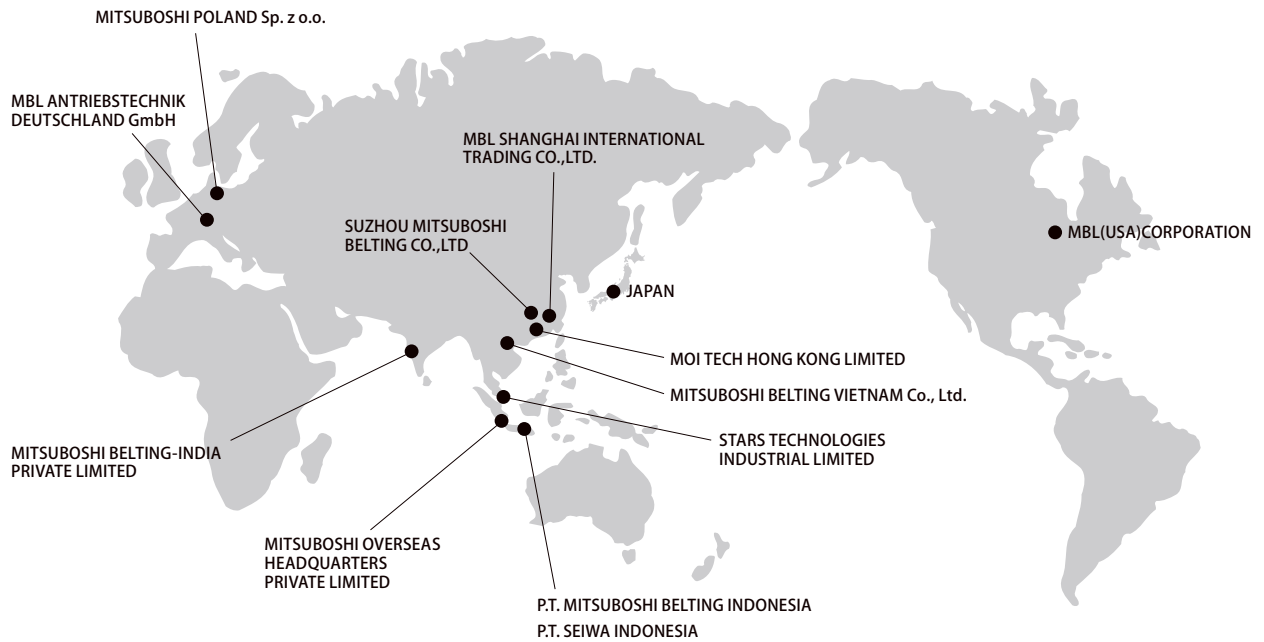 MITSUBOSHI POLAND Sp. z o.o.
MBL ANTRIEBSTECHNIK
DEUTSCHLAND GmbH
MBL SHANGHAI INTERNATIONAL
TRADING CO.,LTD.
SUZHOU MITSUBOSHI
BELTING CO.,LTD
MBL(USA)CORPORATION
JAPAN
MOI TECH HONG KONG LIMITED
MITSUBOSHI BELTING VIETNAM Co., Ltd.
STARS TECHNOLOGIES
INDUSTRIAL LIMITED
MITSUBOSHI BELTING-INDIA
PRIVATE LIMITED
MITSUBOSHI OVERSEAS
HEADQUARTERS
PRIVATE LIMITED
P.T. MITSUBOSHI BELTING INDONESIA
P.T. SEIWA INDONESIA